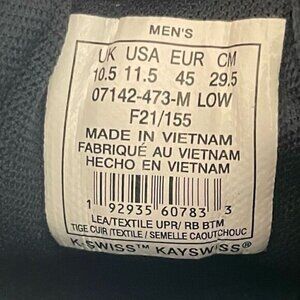 MEN'S
UK USA EUR CM
10.5 11.5 45 29.5
07142-473-M LOW
F21/155
MADE IN VIETNAM
FABRIQUÉ AU VIETNAM
HECHO EN VIETNAM
1 92935 60783 3
LEA/TEXTILE UPR/ RB BTM
TIGE CUIR /TEXTILE / SEMELLE CAOUTCHOUC
K-SWISS™ KAYSWISS®